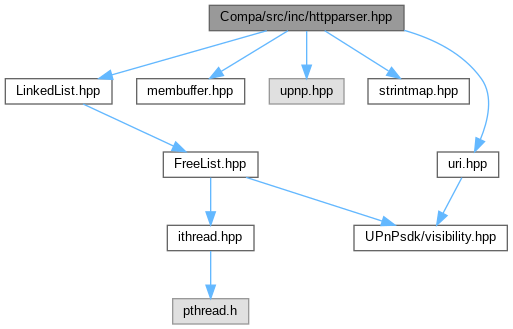 Compa/src/inc/httpparser.hpp
LinkedList.hpp
membuffer.hpp
upnp.hpp
strintmap.hpp
FreeList.hpp
uri.hpp
ithread.hpp
UPnPsdk/visibility.hpp
pthread.h